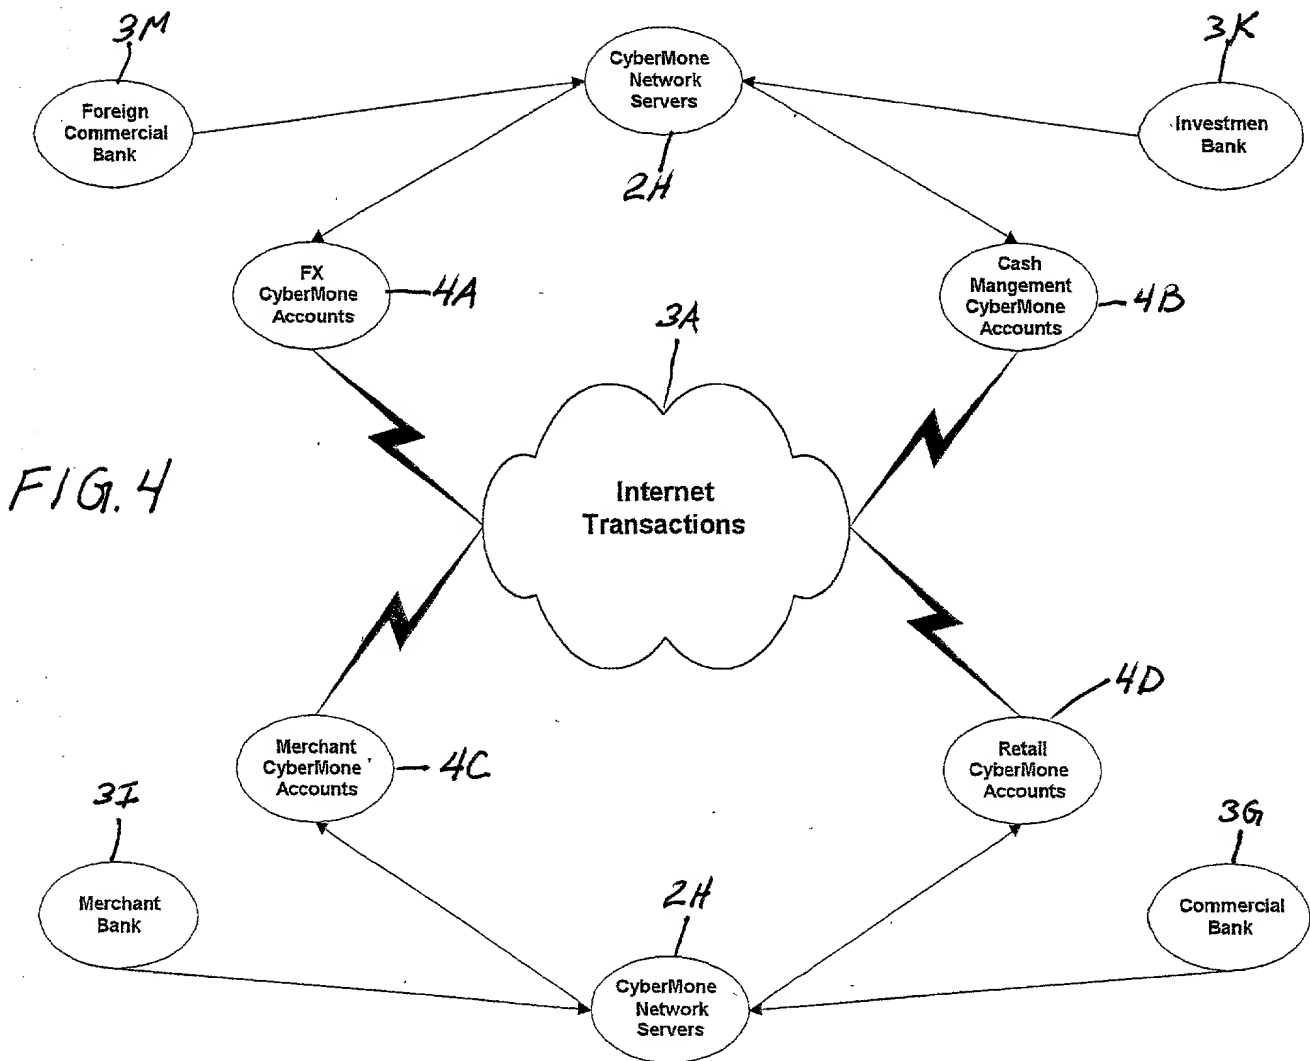 3M
3K
CyberMone
Network
Servers
Foreign
Commercial
Bank
Investmen
Bank
2H
FX
CyberMone
Accounts
4A
Cash
Mangement
CyberMone
Accounts
4B
3A
FIG. 4
Internet
Transactions
4D
Merchant
CyberMone
Accounts
4C
Retail
CyberMone
Accounts
3I
3G
Merchant
Bank
2H
Commercial
Bank
CyberMone
Network
Servers